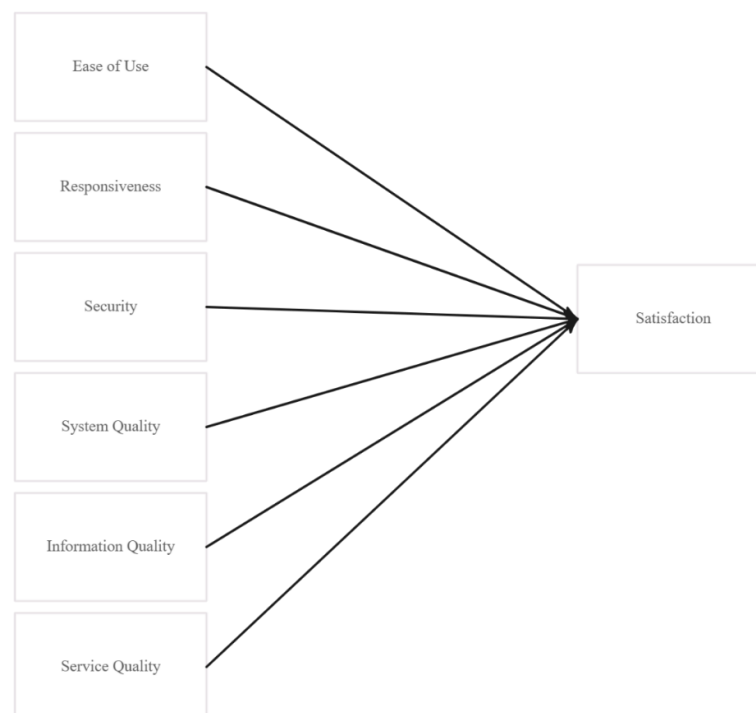 Ease of Use
Responsiveness
Security
System Quality
Information Quality
Service Quality
Satisfaction